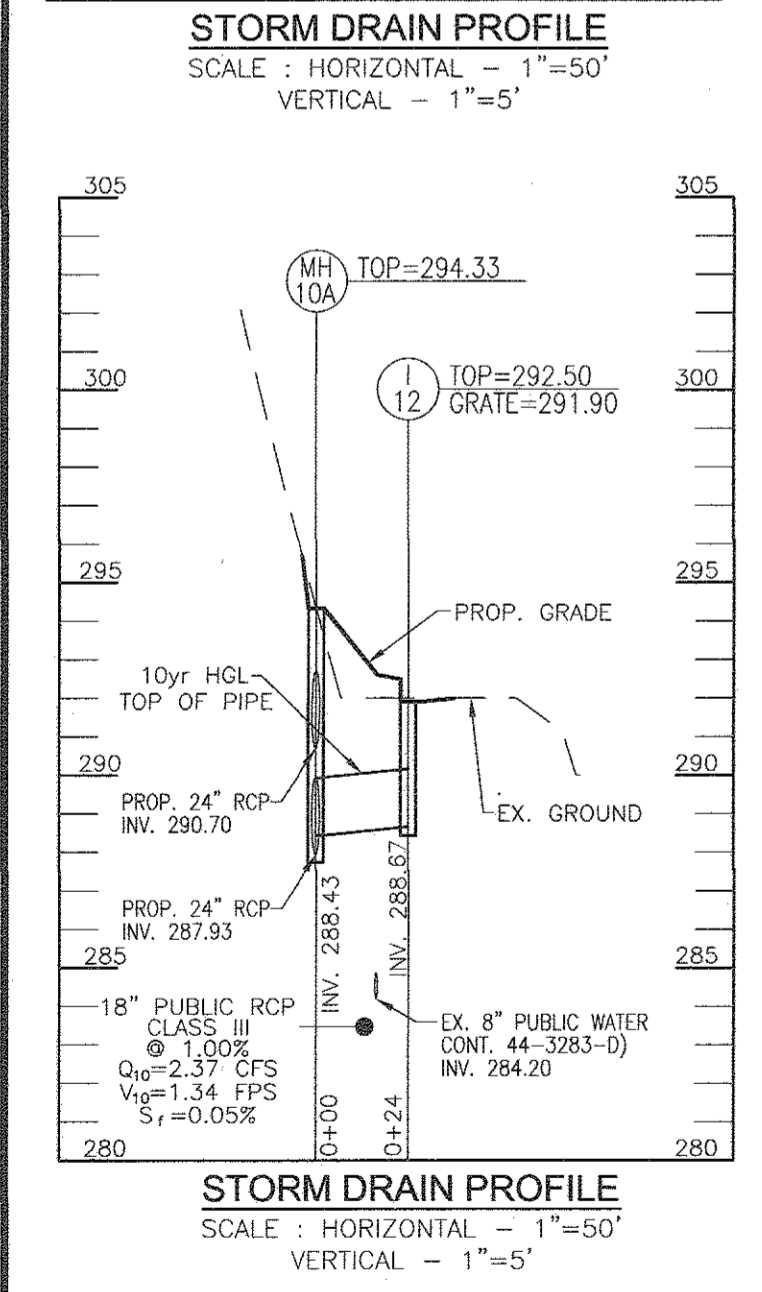 STORM DRAIN PROFILE
SCALE : HORIZONTAL - 1"=50'
VERTICAL - 1"=5'
305
305
MH
10A
TOP=294.33
300
I
12
TOP=292.50
GRATE=291.90
300
295
295
PROP. GRADE
10yr HGL
TOP OF PIPE
290
290
PROP. 24" RCP
INV. 290.70
EX. GROUND
PROP. 24" RCP
INV. 287.93
INV. 288.43
INV. 288.67
285
285
18" PUBLIC RCP
CLASS III
@ 1.00%
Q10=2.37 CFS
V10=1.34 FPS
Sf=0.05%
EX. 8" PUBLIC WATER
CONT. 44-3283-D)
INV. 284.20
0+00
0+24
280
280
STORM DRAIN PROFILE
SCALE : HORIZONTAL - 1"=50'
VERTICAL - 1"=5'